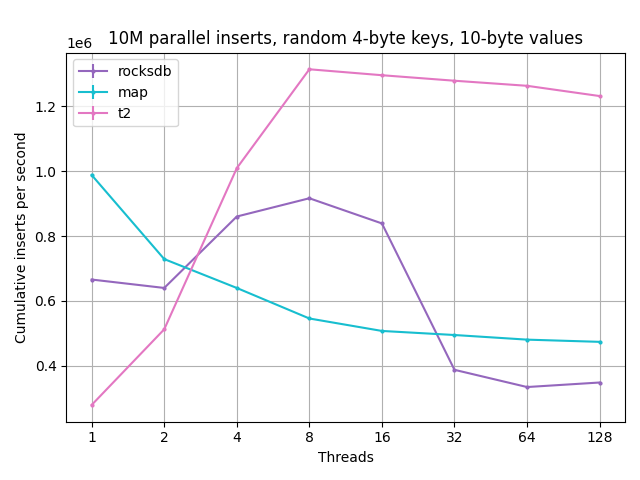 10M parallel inserts, random 4-byte keys, 10-byte values
1e6
rocksdb
map
t2
1.2
1.0
0.8
0.6
0.4
Cumulative inserts per second
1 2 4 8 16 32 64 128
Threads